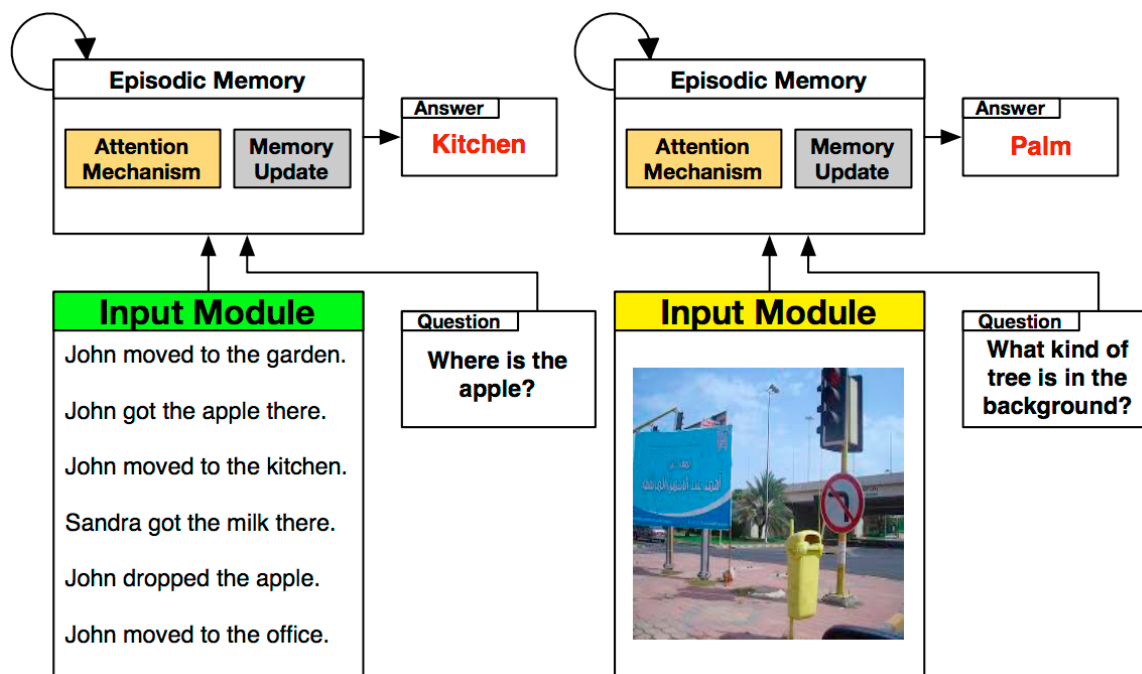 Episodic Memory
Attention
Mechanism
Memory
Update
Answer
Kitchen
Input Module
John moved to the garden.
John got the apple there.
John moved to the kitchen.
Sandra got the milk there.
John dropped the apple.
John moved to the office.
Question
Where is the
apple?
Episodic Memory
Attention
Mechanism
Memory
Update
Answer
Palm
Input Module
Question
What kind of
tree is in the
background?